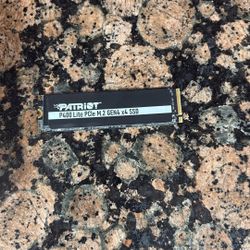 PATRIOT
P400 Lite PCIe M.2 GEN4 x4 SSD